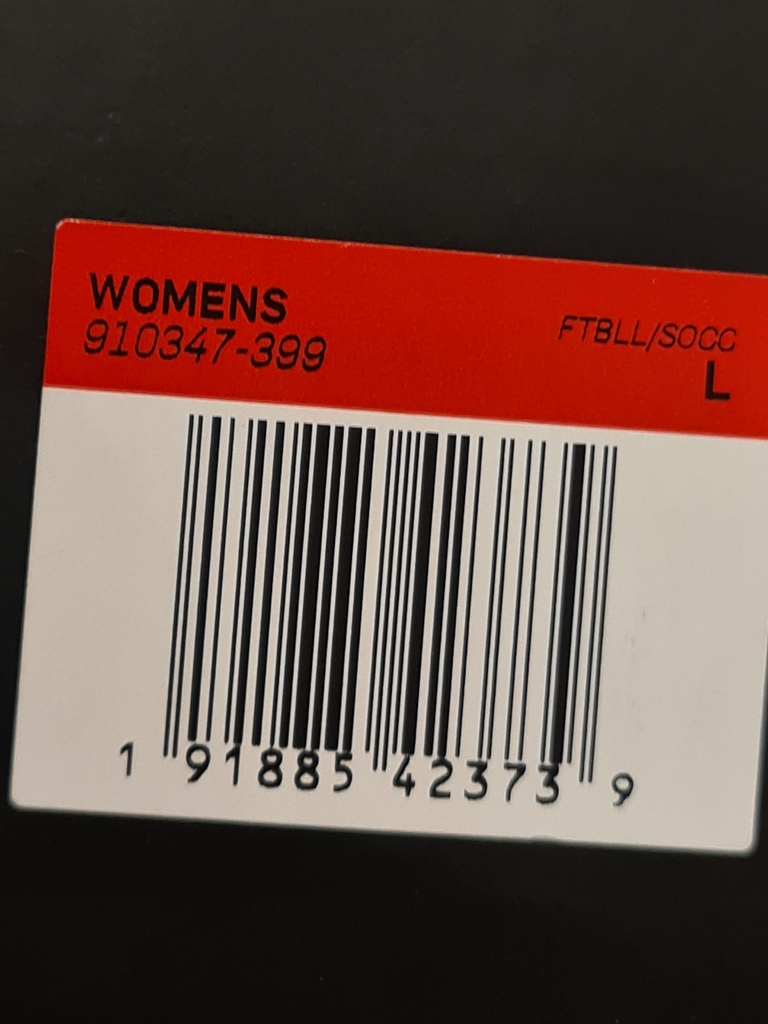 WOMENS
910347-399
FTBLL/SOCC
L
1 91885 42373 9